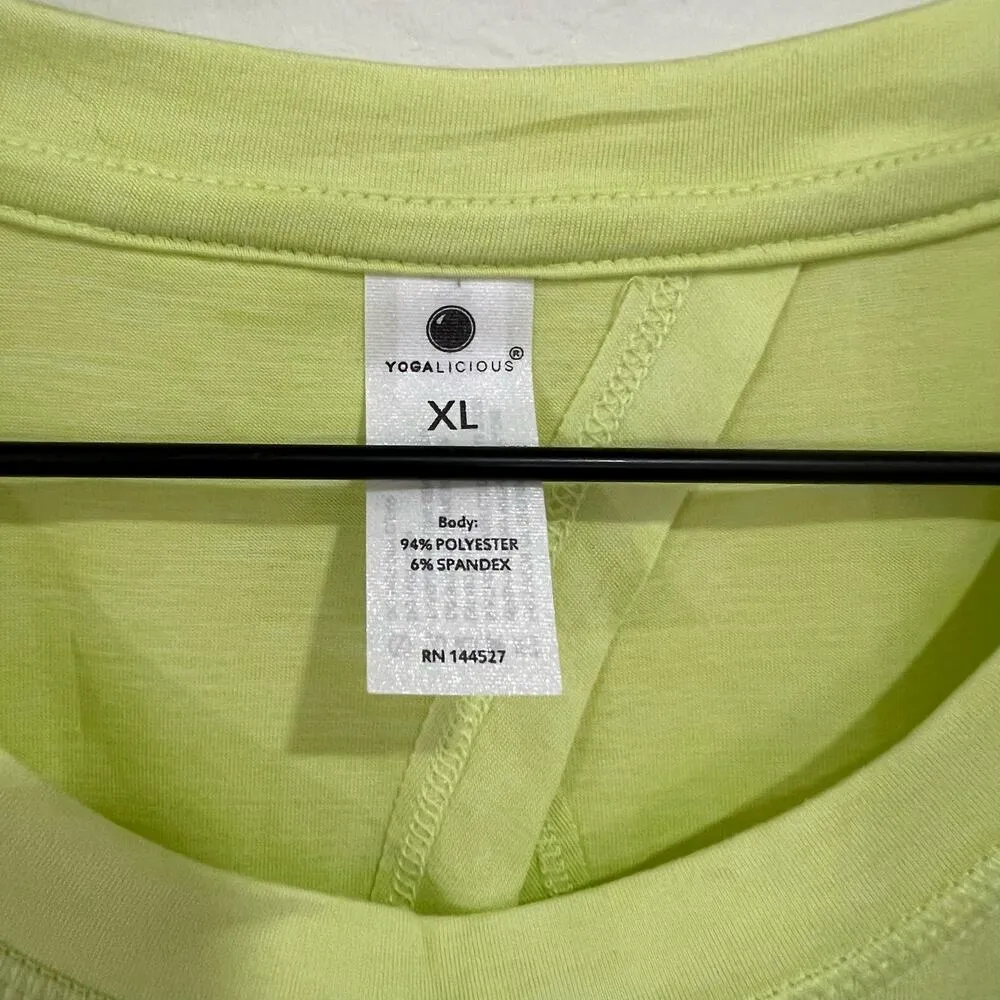 YOGALICIOUS®
XL
Body:
94% POLYESTER
6% SPANDEX
RN 144527